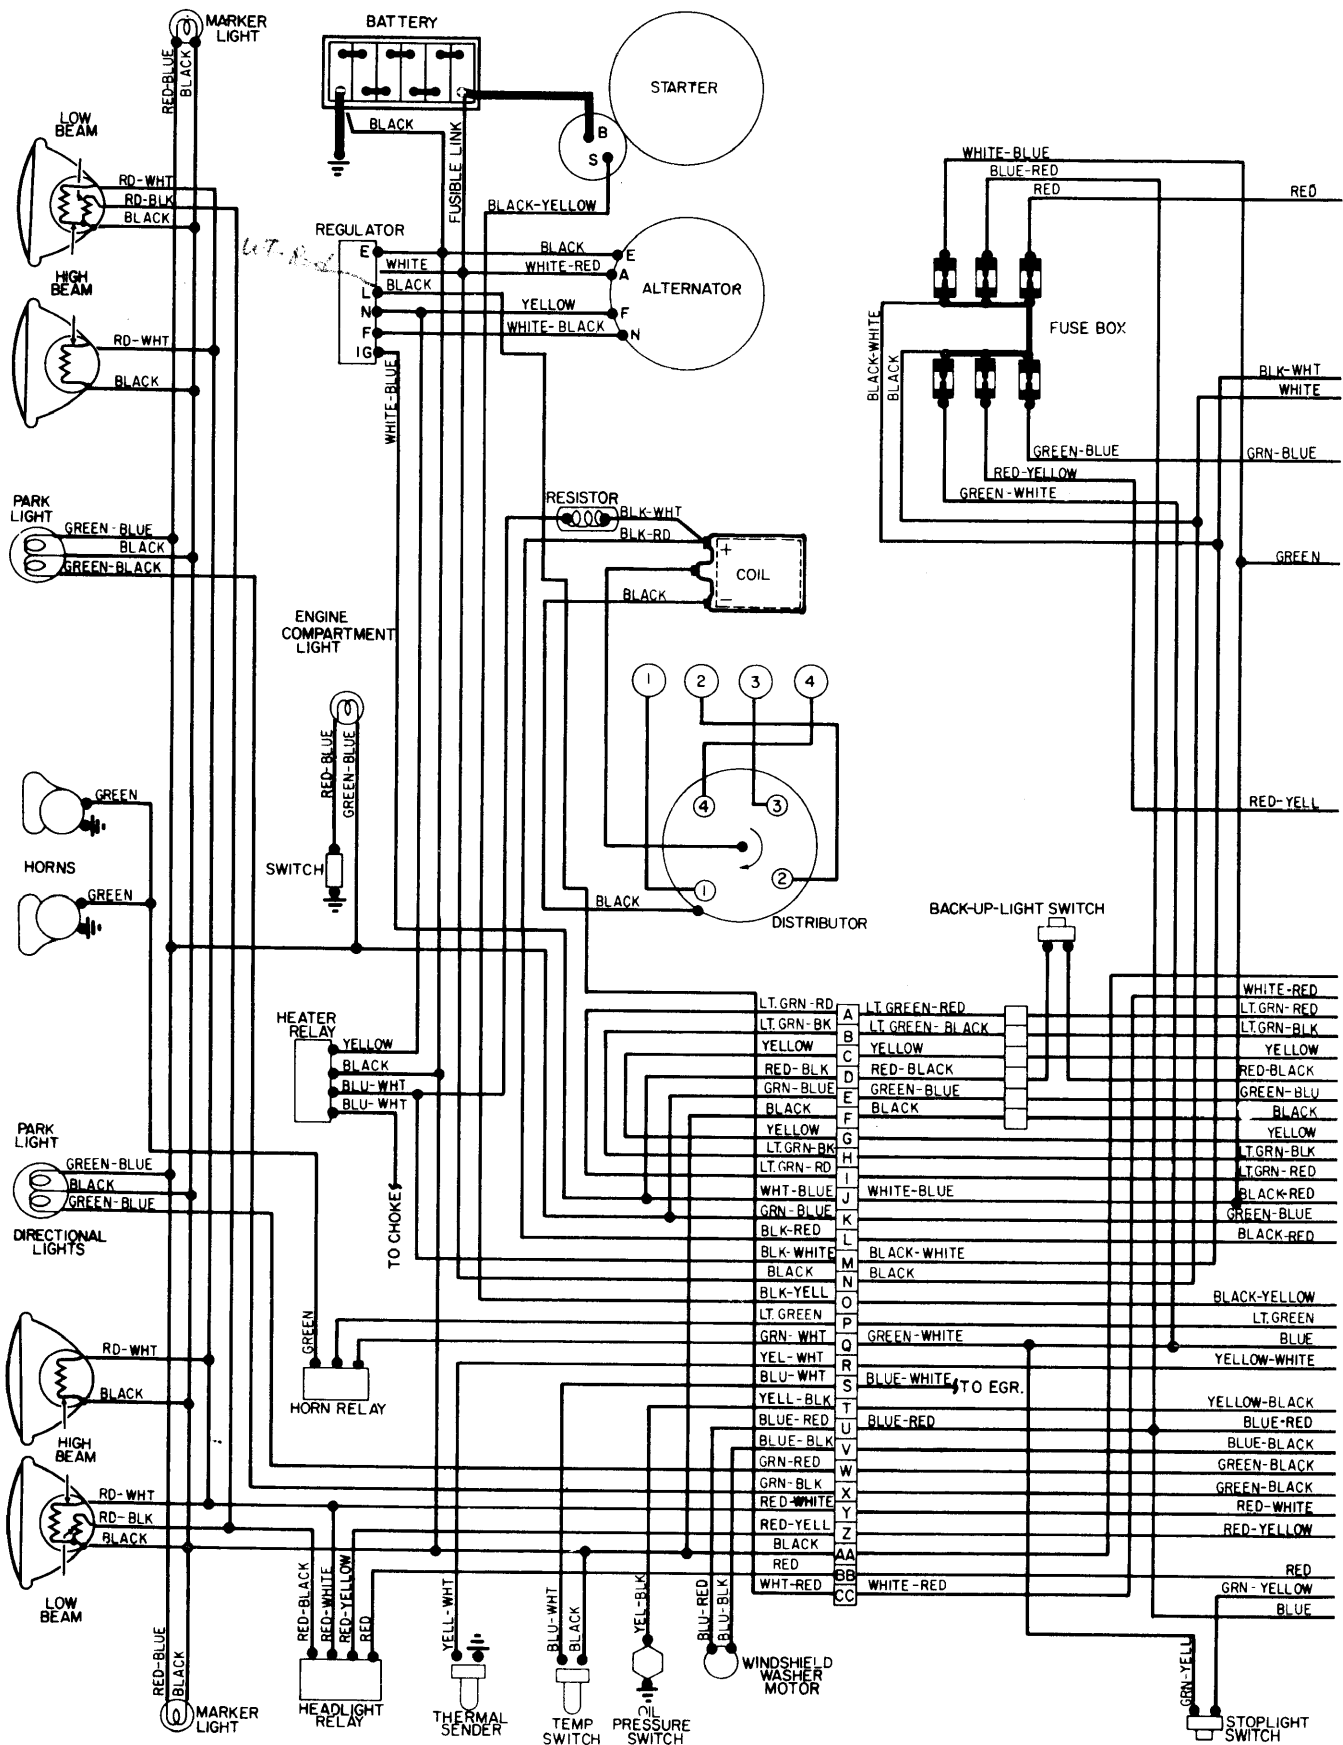 MARKER
LIGHT
BATTERY
STARTER
RED-BLUE
BLACK
LOW
BEAM
BLACK
FUSIBLE LINK
B
S
WHITE-BLUE
BLUE-RED
RED
RED
RD-WHT
RD-BLK
BLACK
BLACK-YELLOW
REGULATOR
E
WHITE
L
BLACK
N
F
IG
BLACK
WHITE-RED
YELLOW
WHITE-BLACK
E
A
F
N
ALTERNATOR
HIGH
BEAM
RD-WHT
BLACK
WHITE-BLUE
FUSE BOX
BLACK-WHITE
BLACK
BLK-WHT
WHITE
GREEN-BLUE
GRN-BLUE
RED-YELLOW
GREEN-WHITE
PARK
LIGHT
GREEN-BLUE
BLACK
GREEN-BLACK
RESISTOR
BLK-WHT
BLK-RD
+
COIL
-
BLACK
GREEN
ENGINE
COMPARTMENT
LIGHT
1
2
3
4
RED-BLUE
GREEN-BLUE
GREEN
HORNS
GREEN
SWITCH
4
3
2
1
BLACK
DISTRIBUTOR
RED-YELL
BACK-UP-LIGHT SWITCH
HEATER
RELAY
YELLOW
BLACK
BLU-WHT
BLU-WHT
TO CHOKE
WHITE-RED
LT. GRN-RD
A
LT. GREEN-RED
LT.GRN-RED
LT. GRN-BK
B
LT. GREEN-BLACK
LT.GRN-BLK
YELLOW
C
YELLOW
YELLOW
RED-BLK
D
RED-BLACK
RED-BLACK
GRN-BLUE
E
GREEN-BLUE
GREEN-BLU
BLACK
F
BLACK
BLACK
YELLOW
G
YELLOW
LT.GRN-BK
H
LT.GRN-BLK
LT.GRN-RD
I
LT.GRN-RED
WHT-BLUE
J
WHITE-BLUE
BLACK-RED
GRN-BLUE
K
GREEN-BLUE
BLK-RED
L
BLACK-RED
BLK-WHITE
M
BLACK-WHITE
BLACK
N
BLACK
BLK-YELL
O
BLACK-YELLOW
LT. GREEN
P
LT.GREEN
GRN-WHT
Q
GREEN-WHITE
BLUE
YEL-WHT
R
YELLOW-WHITE
BLU-WHT
S
BLUE-WHITE
TO EGR.
YELL-BLK
T
YELLOW-BLACK
BLUE-RED
U
BLUE-RED
BLUE-RED
BLUE-BLK
V
BLUE-BLACK
GRN-RED
W
GREEN-BLACK
GRN-BLK
X
GREEN-BLACK
RED-WHITE
Y
RED-WHITE
RED-YELL
Z
RED-YELLOW
BLACK
AA
RED
BB
RED
WHT-RED
CC
WHITE-RED
GRN-YELLOW
BLUE
PARK
LIGHT
GREEN-BLUE
BLACK
GREEN-BLUE
DIRECTIONAL
LIGHTS
RD-WHT
BLACK
GREEN
HORN RELAY
HIGH
BEAM
RD-WHT
RD-BLK
BLACK
LOW
BEAM
RED-BLUE
BLACK
MARKER
LIGHT
RED-BLACK
RED-WHITE
RED-YELLOW
RED
HEADLIGHT
RELAY
YELL-WHT
THERMAL
SENDER
BLU-WHT
BLACK
TEMP
SWITCH
YEL-BLK
OIL
PRESSURE
SWITCH
BLU-RED
BLU-BLK
WINDSHIELD
WASHER
MOTOR
GRN-YELL
STOPLIGHT
SWITCH